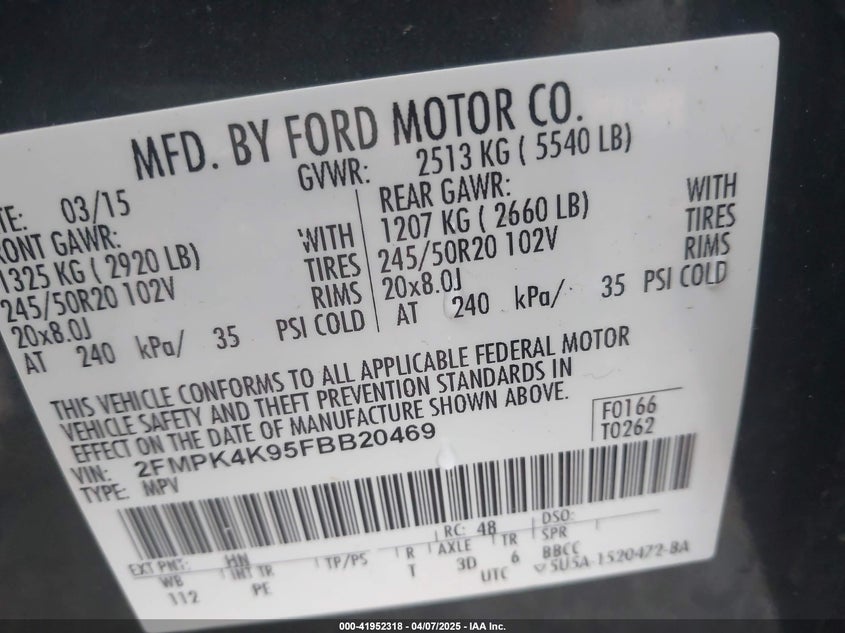 MFD. BY FORD MOTOR CO.
GVWR: 2513 KG ( 5540 LB)
TE: 03/15
RONT GAWR:
1325 KG ( 2920 LB)
WITH
245/50R20 102V
TIRES
20x8.0J
RIMS
AT 240 kPa/ 35 PSI COLD
REAR GAWR:
1207 KG ( 2660 LB)
WITH
245/50R20 102V
TIRES
20x8.0J
RIMS
AT 240 kPa/ 35 PSI COLD
THIS VEHICLE CONFORMS TO ALL APPLICABLE FEDERAL MOTOR
VEHICLE SAFETY AND THEFT PREVENTION STANDARDS IN
EFFECT ON THE DATE OF MANUFACTURE SHOWN ABOVE.
F0166
T0262
VIN: 2FMPK4K95FBB20469
TYPE: MPV
EXT PNT: HN RC: 48 DSO:
WB INT TR TP/PS R AXLE TR SPR
112 PE T 3D 6 BBCC
UTC 5U5A-1520472-BA
000-41952318 - 04/07/2025 - IAA Inc.